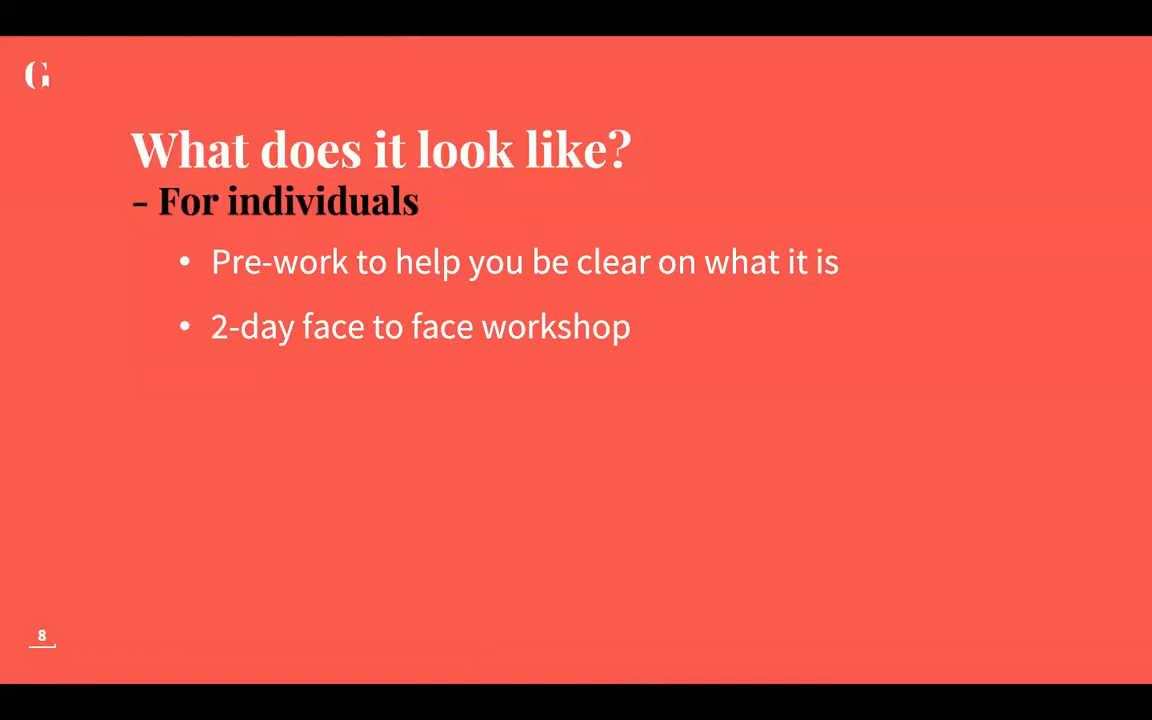 G
What does it look like?
- For individuals
• Pre-work to help you be clear on what it is
• 2-day face to face workshop
8